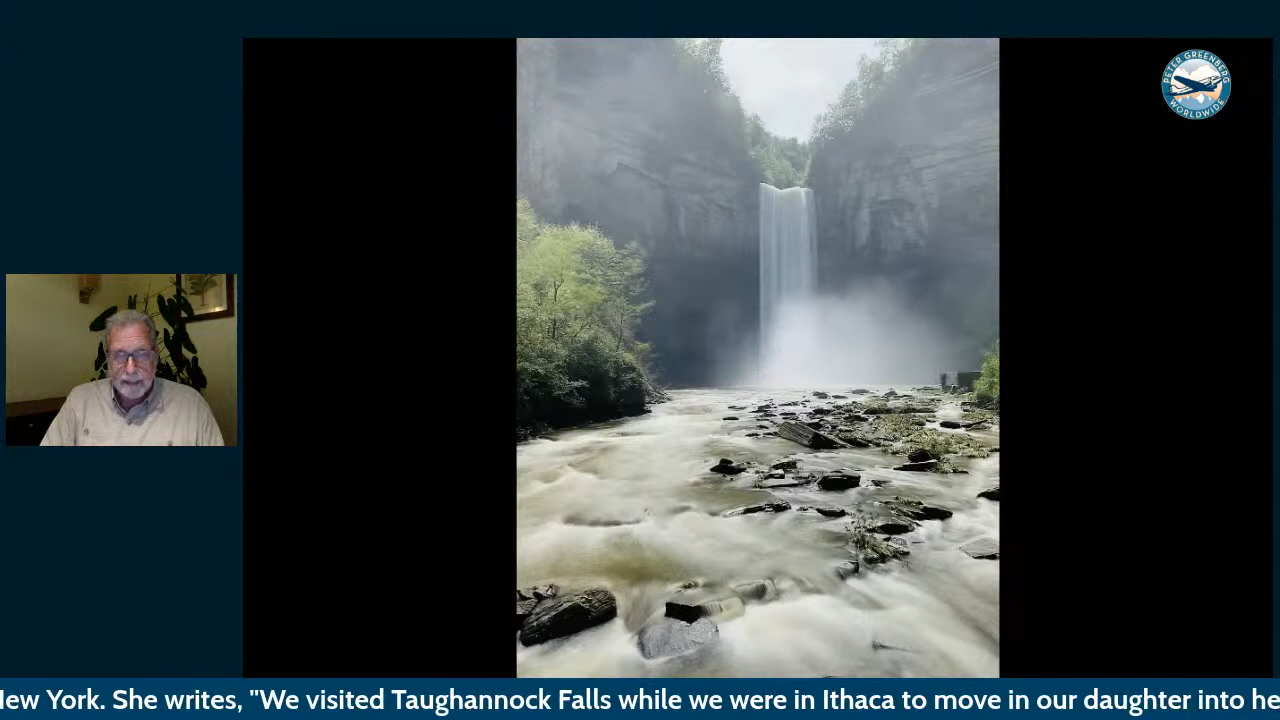 PETER GREENBERG
WORLDWIDE
New York. She writes, "We visited Taughannock Falls while we were in Ithaca to move in our daughter into he